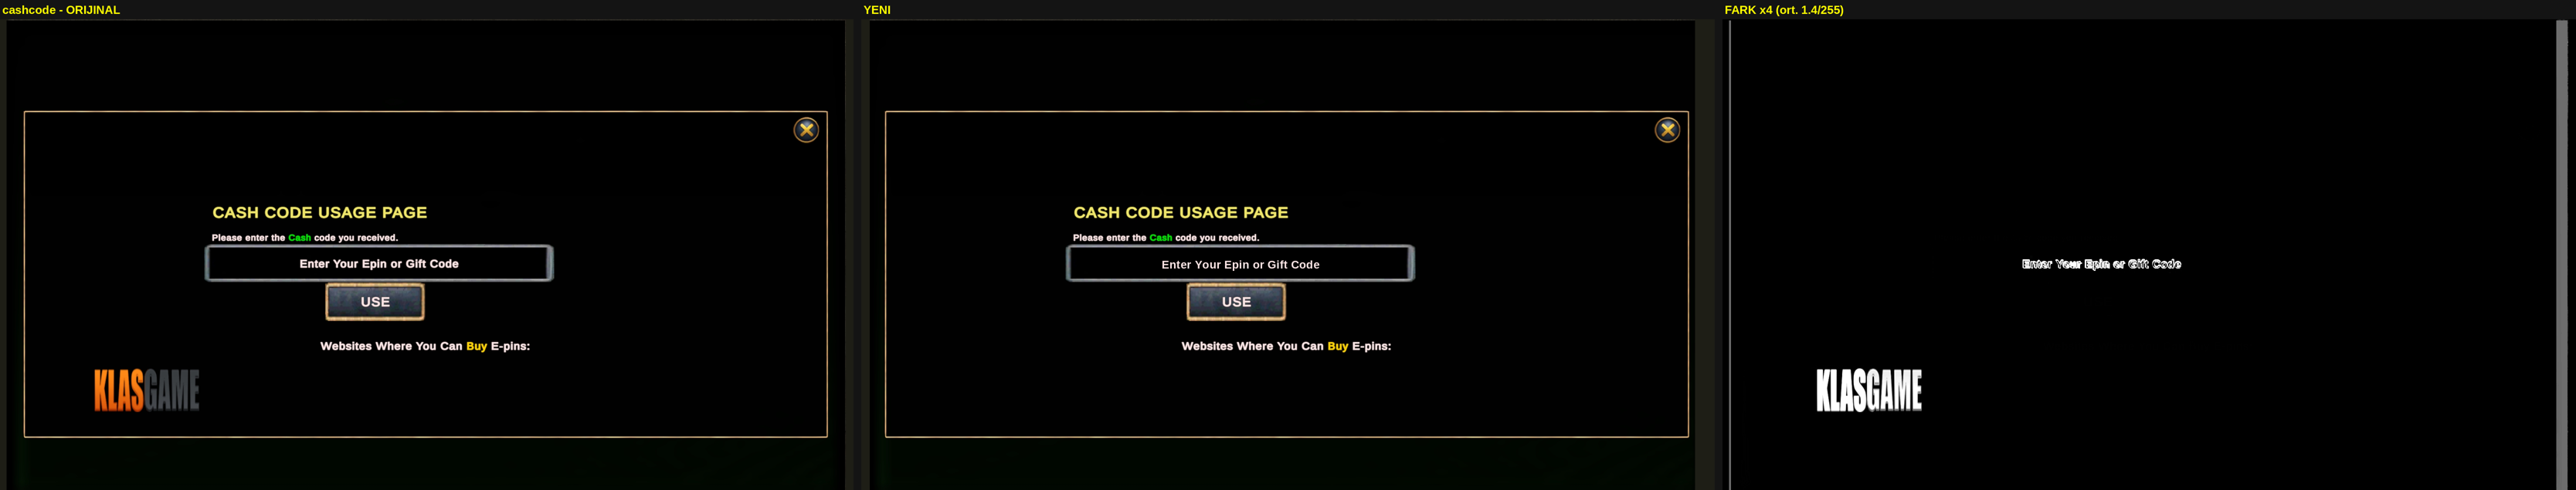 cashcode - ORIJINAL
YENI
FARK x4 (ort. 1.4/255)
CASH CODE USAGE PAGE
Please enter the Cash code you received.
Enter Your Epin or Gift Code
USE
Websites Where You Can Buy E-pins:
KLASGAME
CASH CODE USAGE PAGE
Please enter the Cash code you received.
Enter Your Epin or Gift Code
USE
Websites Where You Can Buy E-pins:
Enter Your Epin or Gift Code
KLASGAME